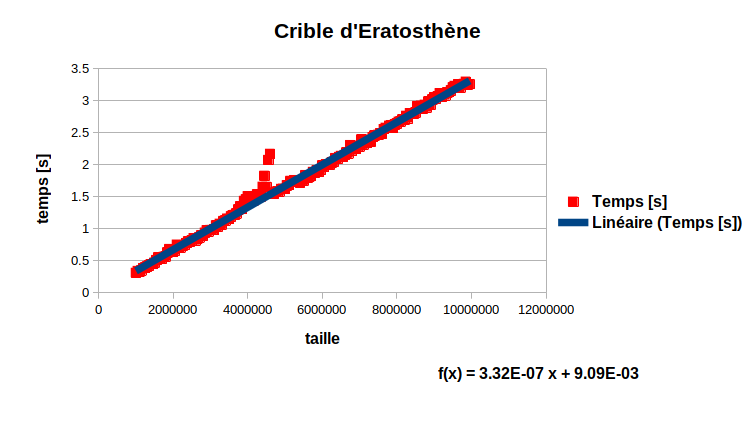 Crible d'Eratosthène
3.5
3
2.5
2
1.5
1
0.5
0
temps [s]
0 2000000 4000000 6000000 8000000 10000000 12000000
taille
Temps [s]
Linéaire (Temps [s])
f(x) = 3.32E-07 x + 9.09E-03